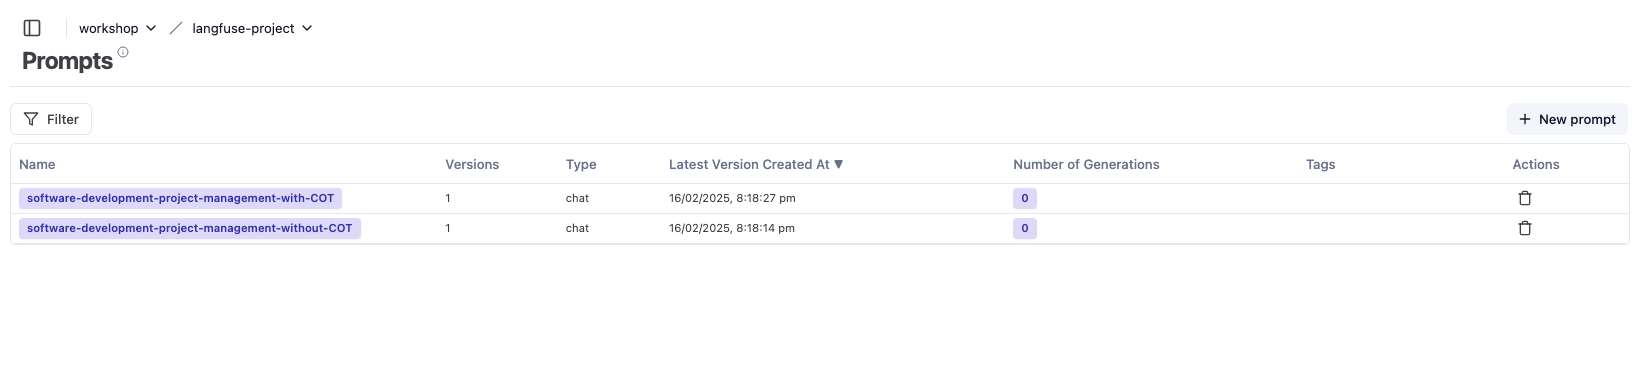 workshop / langfuse-project
Prompts
Filter
+ New prompt
Name Versions Type Latest Version Created At ▼ Number of Generations Tags Actions
software-development-project-management-with-COT 1 chat 16/02/2025, 8:18:27 pm 0
software-development-project-management-without-COT 1 chat 16/02/2025, 8:18:14 pm 0